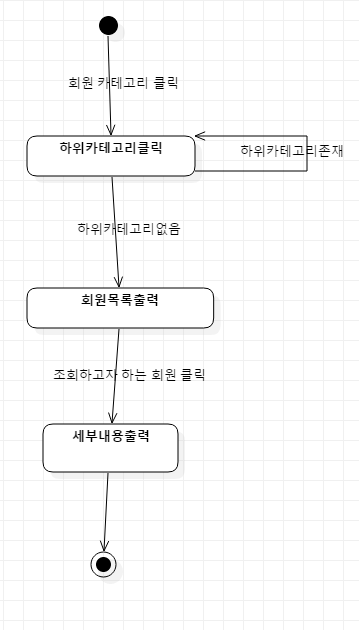 회원 카테고리 클릭
하위카테고리클릭
하위카테고리존재
하위카테고리없음
회원목록출력
조회하고자 하는 회원 클릭
세부내용출력